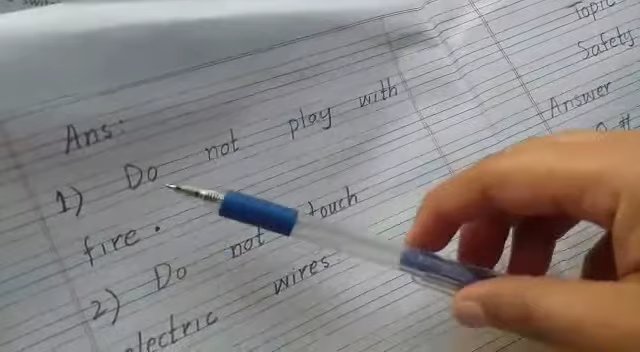 Ans:
1) Do not play with
fire.
2) Do not touch
electric wires.
Topic
Safety
Answer